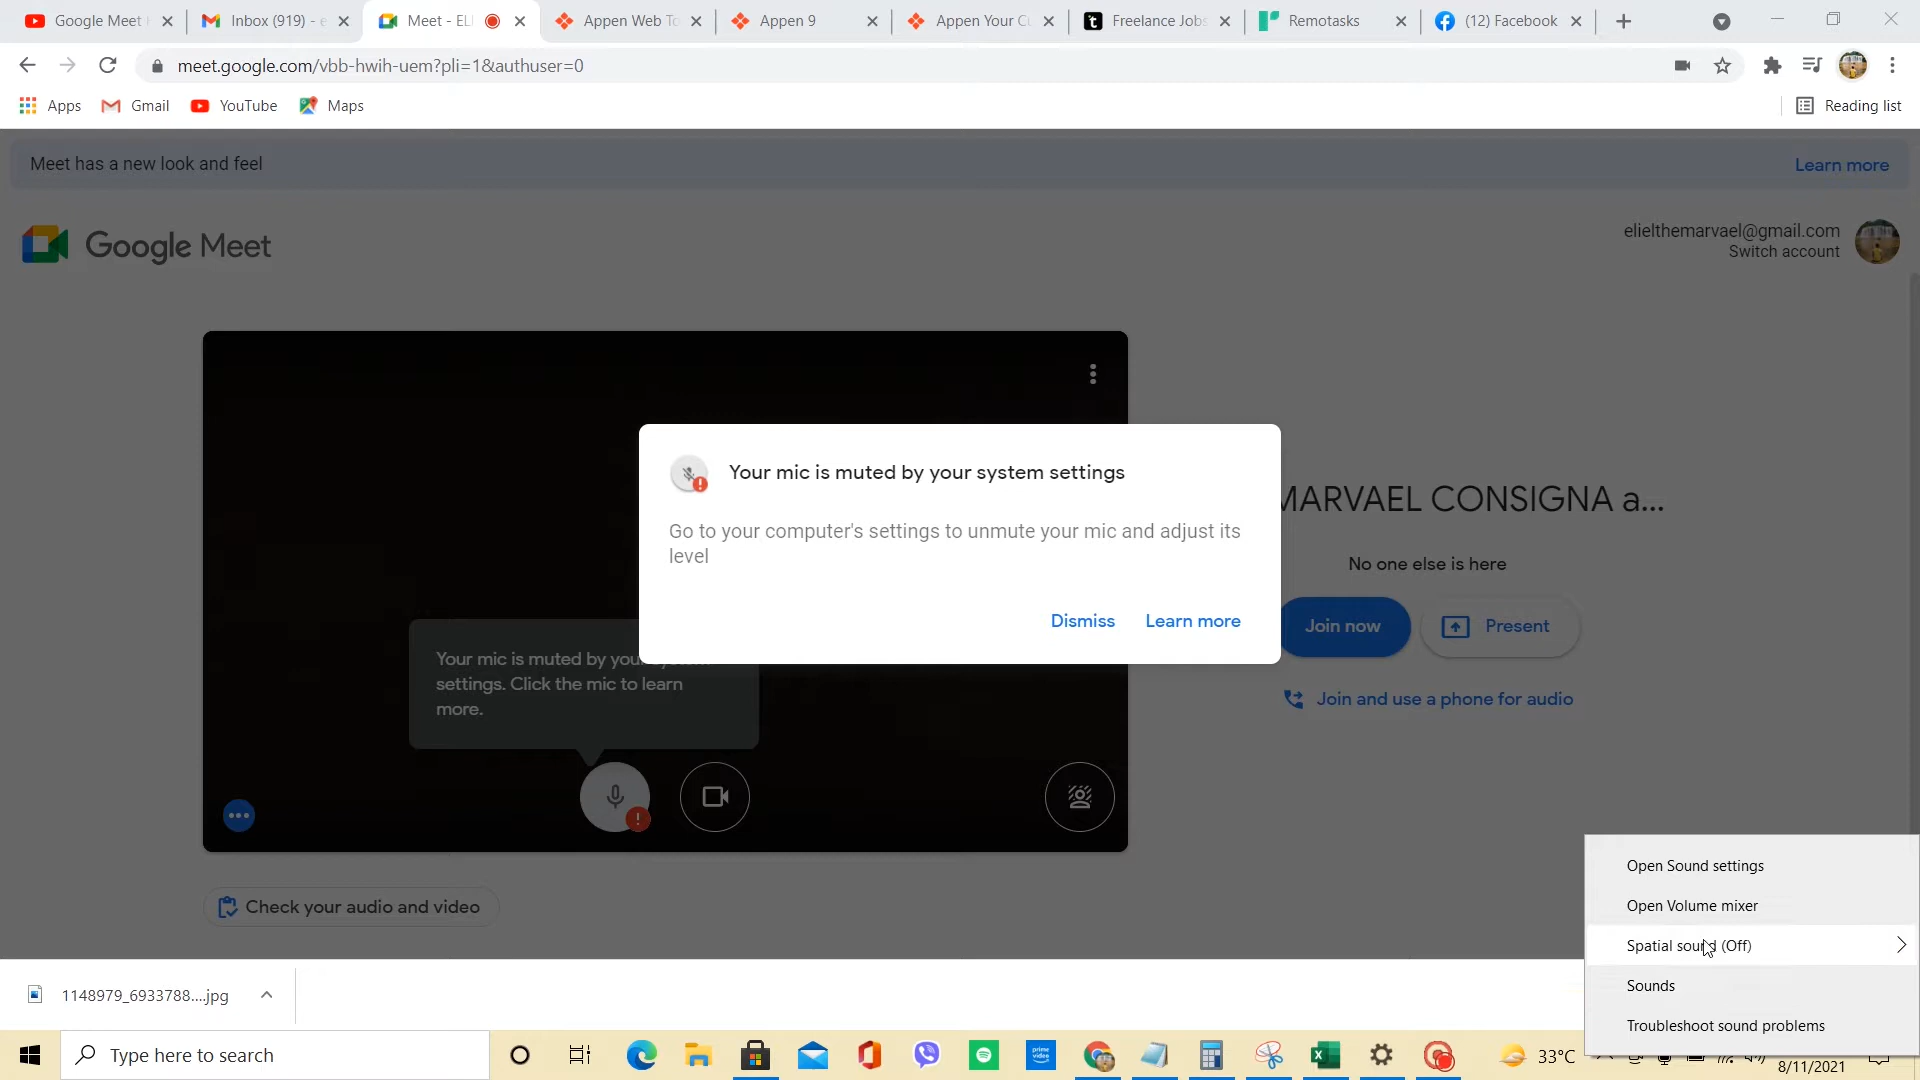 Google Meet
Inbox (919) - e
Meet - EL
Appen Web To
Appen 9
Appen Your Cu
Freelance Jobs
Remotasks
(12) Facebook
meet.google.com/vbb-hwih-uem?pli=1&authuser=0
Apps
Gmail
YouTube
Maps
Reading list
Meet has a new look and feel
Learn more
Google Meet
elielthemarvael@gmail.com
Switch account
Your mic is muted by your system settings
Go to your computer's settings to unmute your mic and adjust its
level
Dismiss
Learn more
MARVAEL CONSIGNA a...
No one else is here
Join now
Present
Join and use a phone for audio
Your mic is muted by your system
settings. Click the mic to learn
more.
Check your audio and video
Open Sound settings
Open Volume mixer
Spatial sound (Off)
Sounds
Troubleshoot sound problems
1148979_6933788....jpg
Type here to search
prime video
33°C
8/11/2021